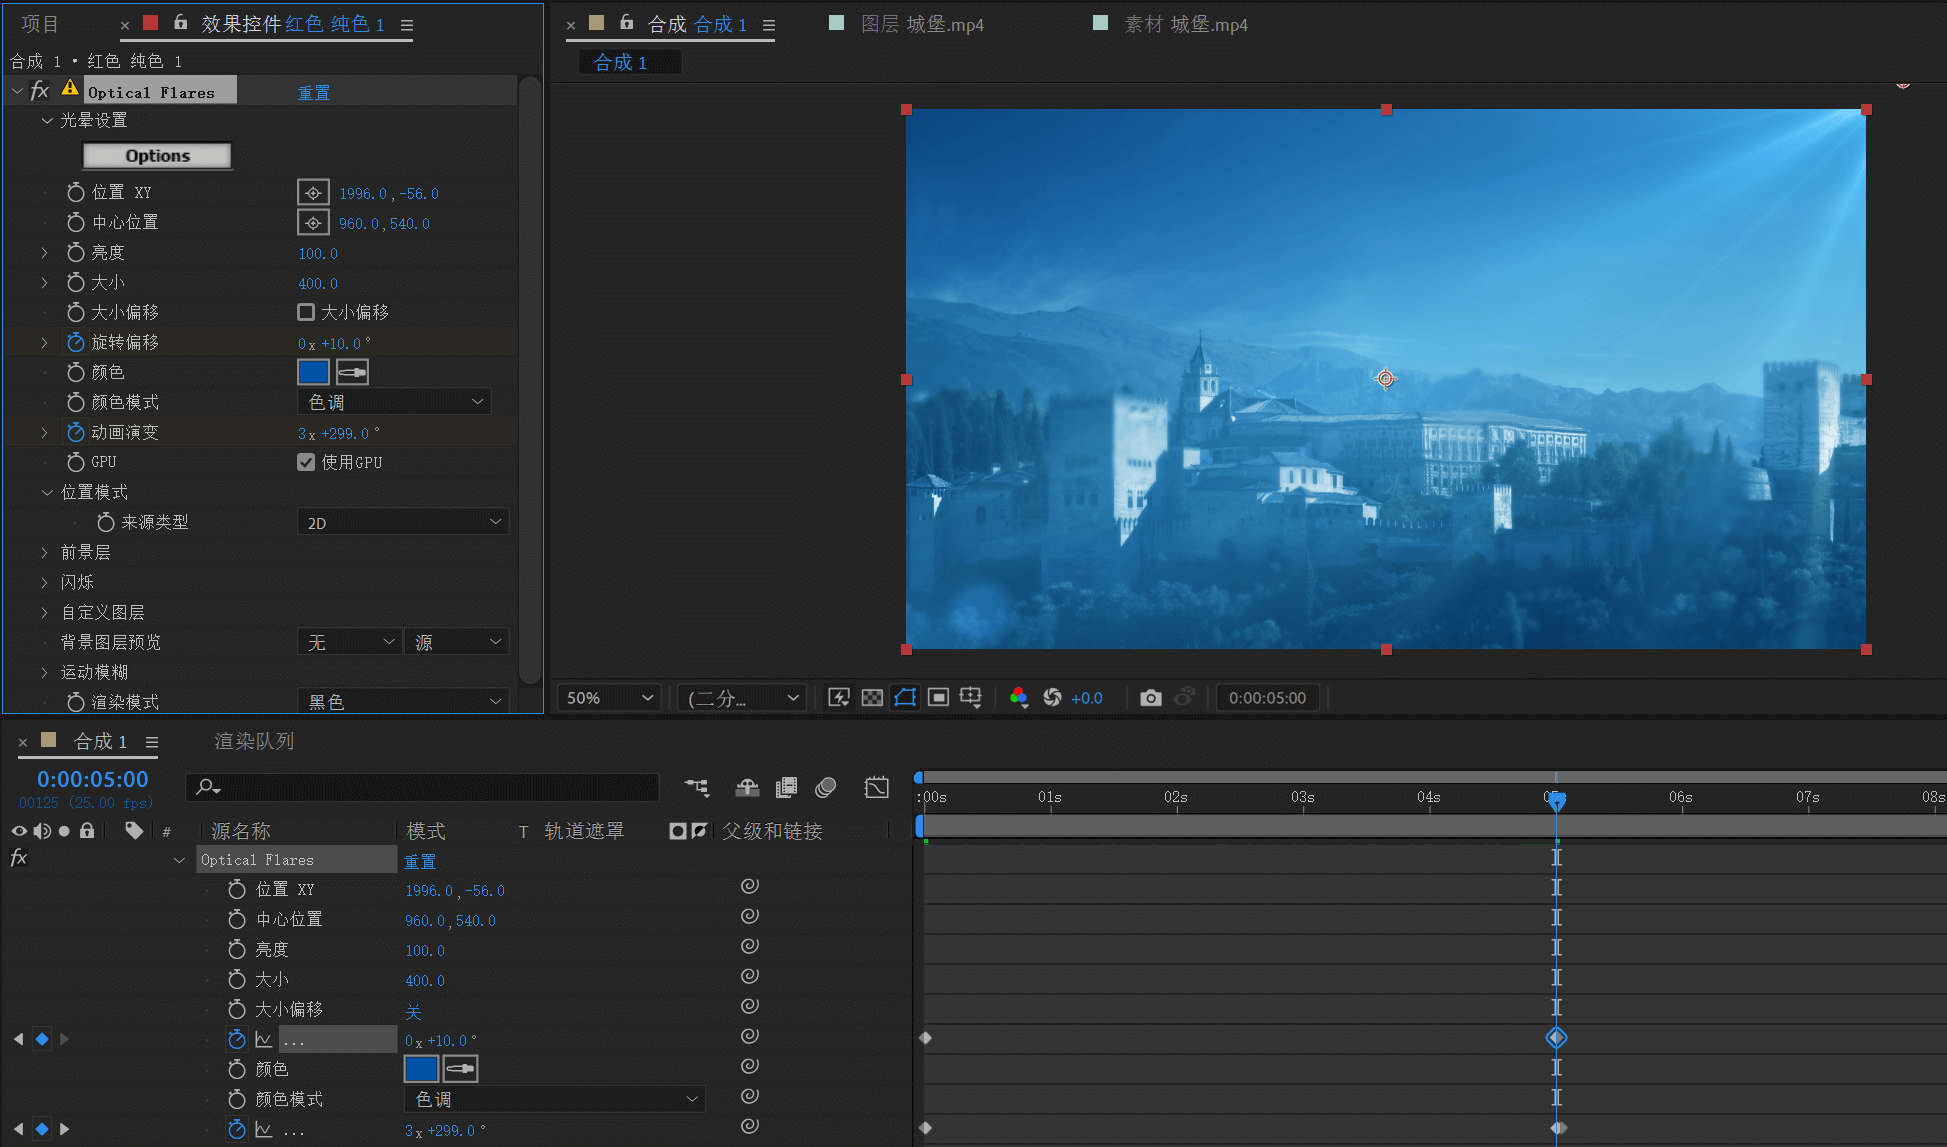 项目
效果控件 红色 纯色 1
合成 1 • 红色 纯色 1
fx Optical Flares 重置
光晕设置
Options
位置 XY 1996.0,-56.0
中心位置 960.0,540.0
亮度 100.0
大小 400.0
大小偏移 大小偏移
旋转偏移 0x+10.0°
颜色
颜色模式 色调
动画演变 3x+299.0°
GPU 使用GPU
位置模式
来源类型 2D
前景层
闪烁
自定义图层
背景图层预览 无 源
运动模糊
渲染模式 黑色
合成 合成 1
图层 城堡.mp4
素材 城堡.mp4
合成 1
50% (二分... +0.0 0:00:05:00
合成 1
渲染队列
0:00:05:00
00125 (25.00 fps)
# 源名称 模式 T 轨道遮罩 父级和链接
:00s 01s 02s 03s 04s 05s 06s 07s 08s
fx Optical Flares 重置
位置 XY 1996.0,-56.0
中心位置 960.0,540.0
亮度 100.0
大小 400.0
大小偏移 关
... 0x+10.0°
颜色
颜色模式 色调
... 3x+299.0°